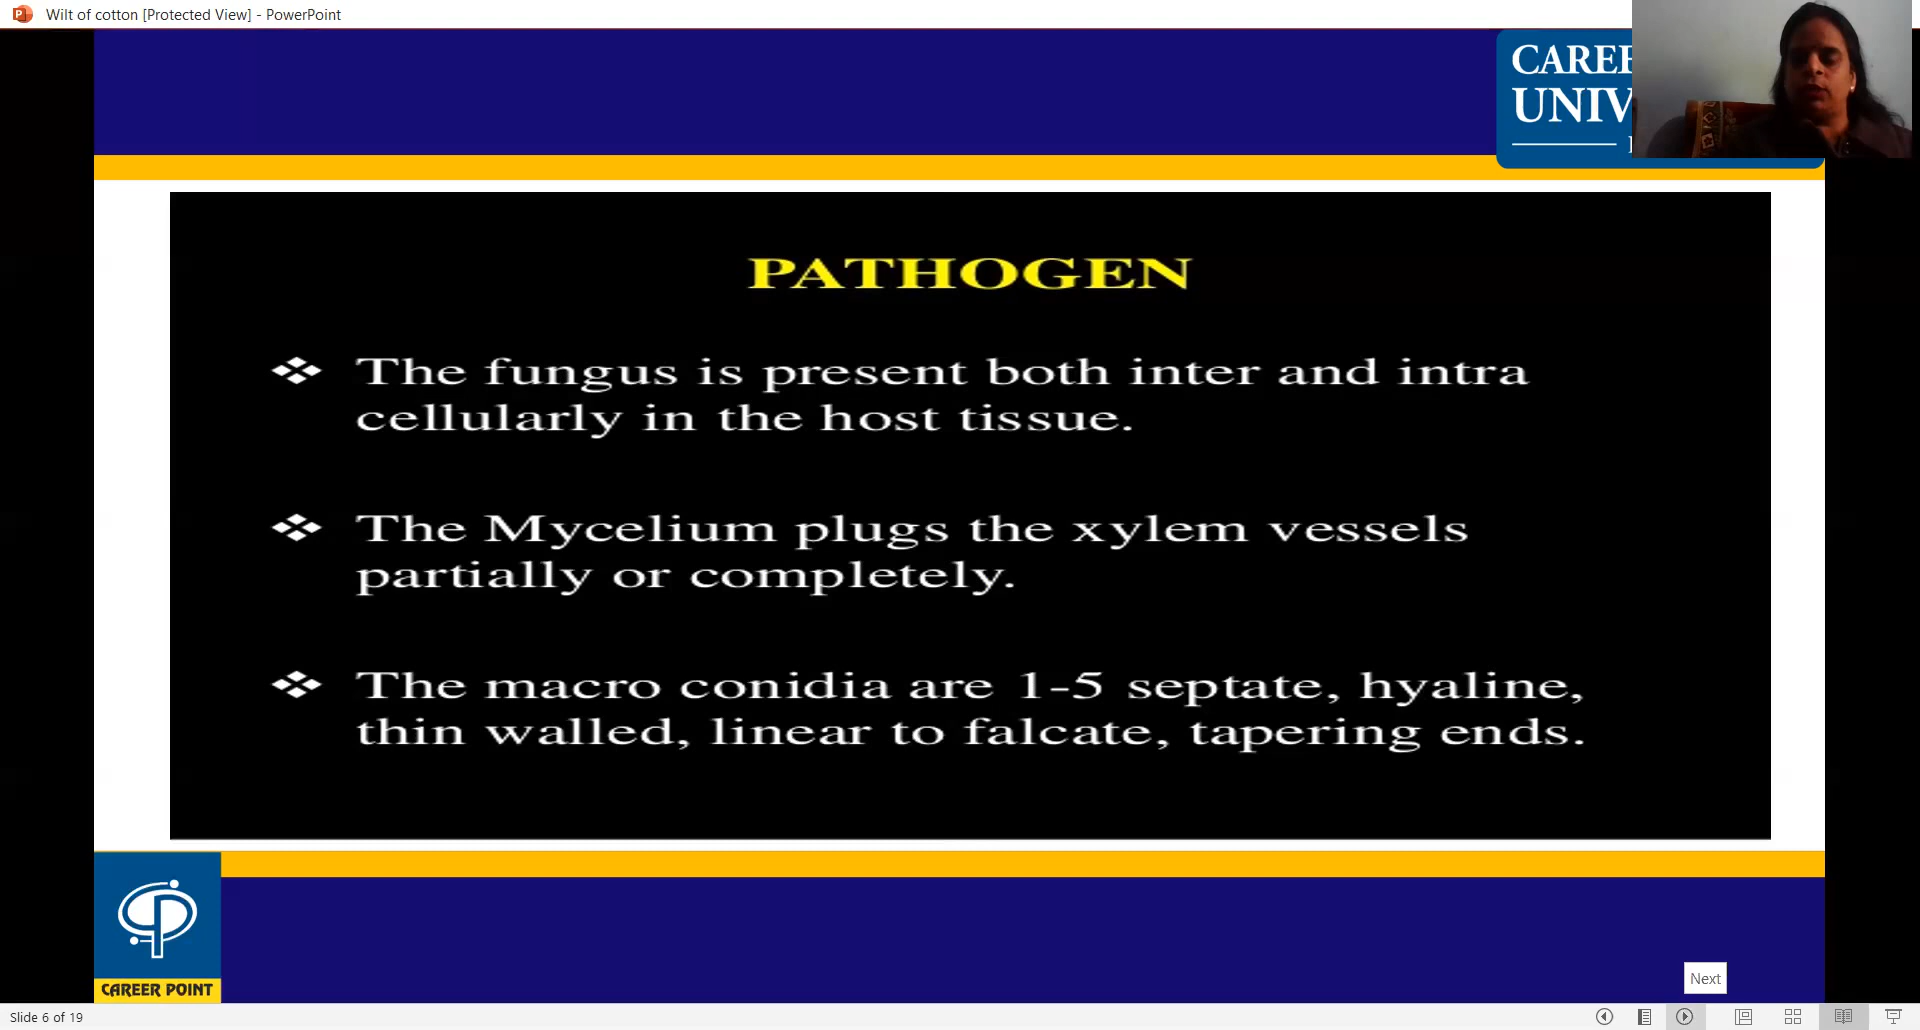 Wilt of cotton [Protected View] - PowerPoint
PATHOGEN
The fungus is present both inter and intra
cellularly in the host tissue.
The Mycelium plugs the xylem vessels
partially or completely.
The macro conidia are 1-5 septate, hyaline,
thin walled, linear to falcate, tapering ends.
CAREER POINT
Next
Slide 6 of 19